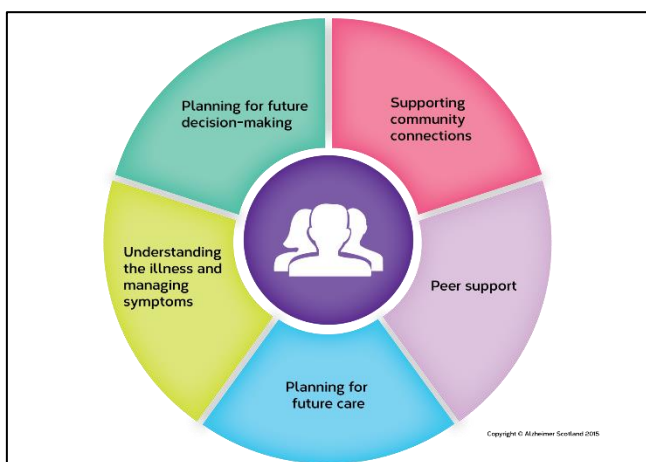 Planning for future
decision-making
Supporting
community
connections
Understanding
the illness and
managing
symptoms
Peer support
Planning for
future care
Copyright © Alzheimer Scotland 2015